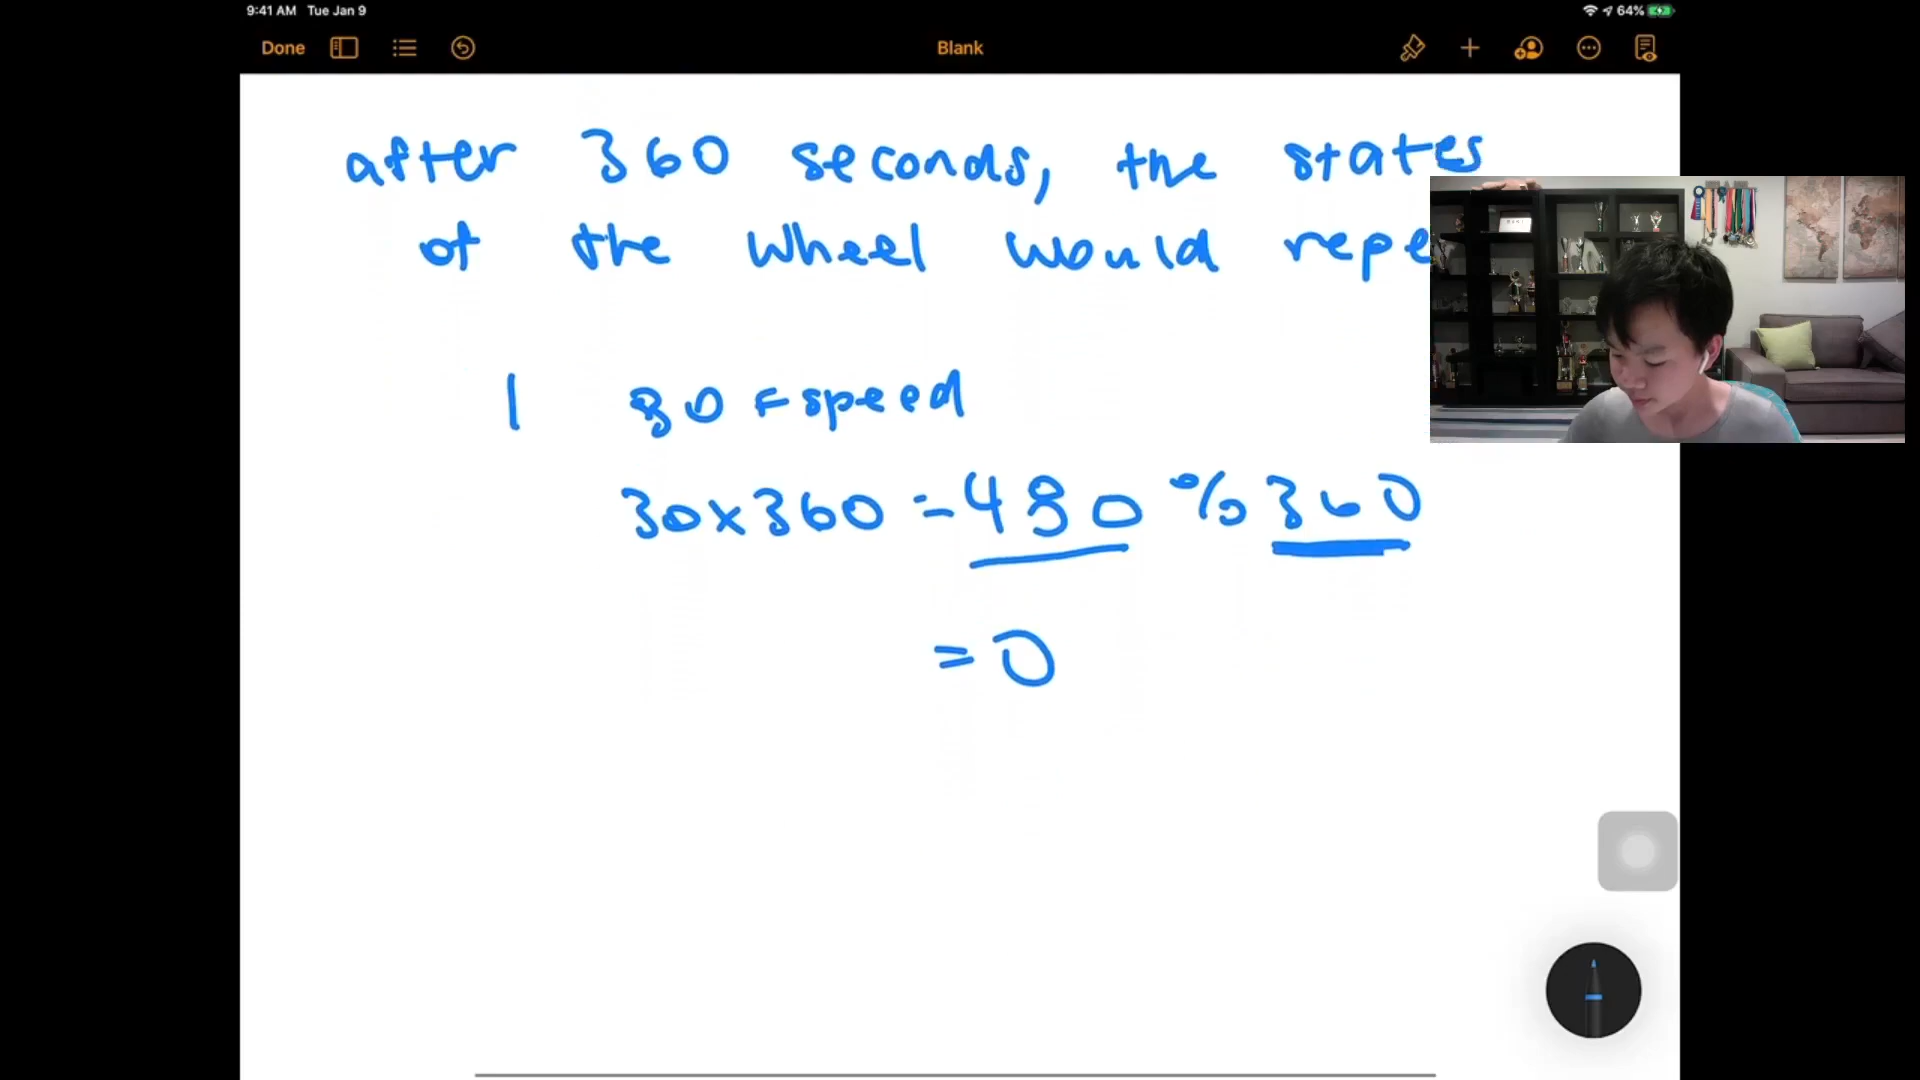 9:41 AM Tue Jan 9
64%
Done
Blank
after 360 seconds, the states
of the wheel would repe
1 30 = speed
30x360 = 480 % 360
= 0